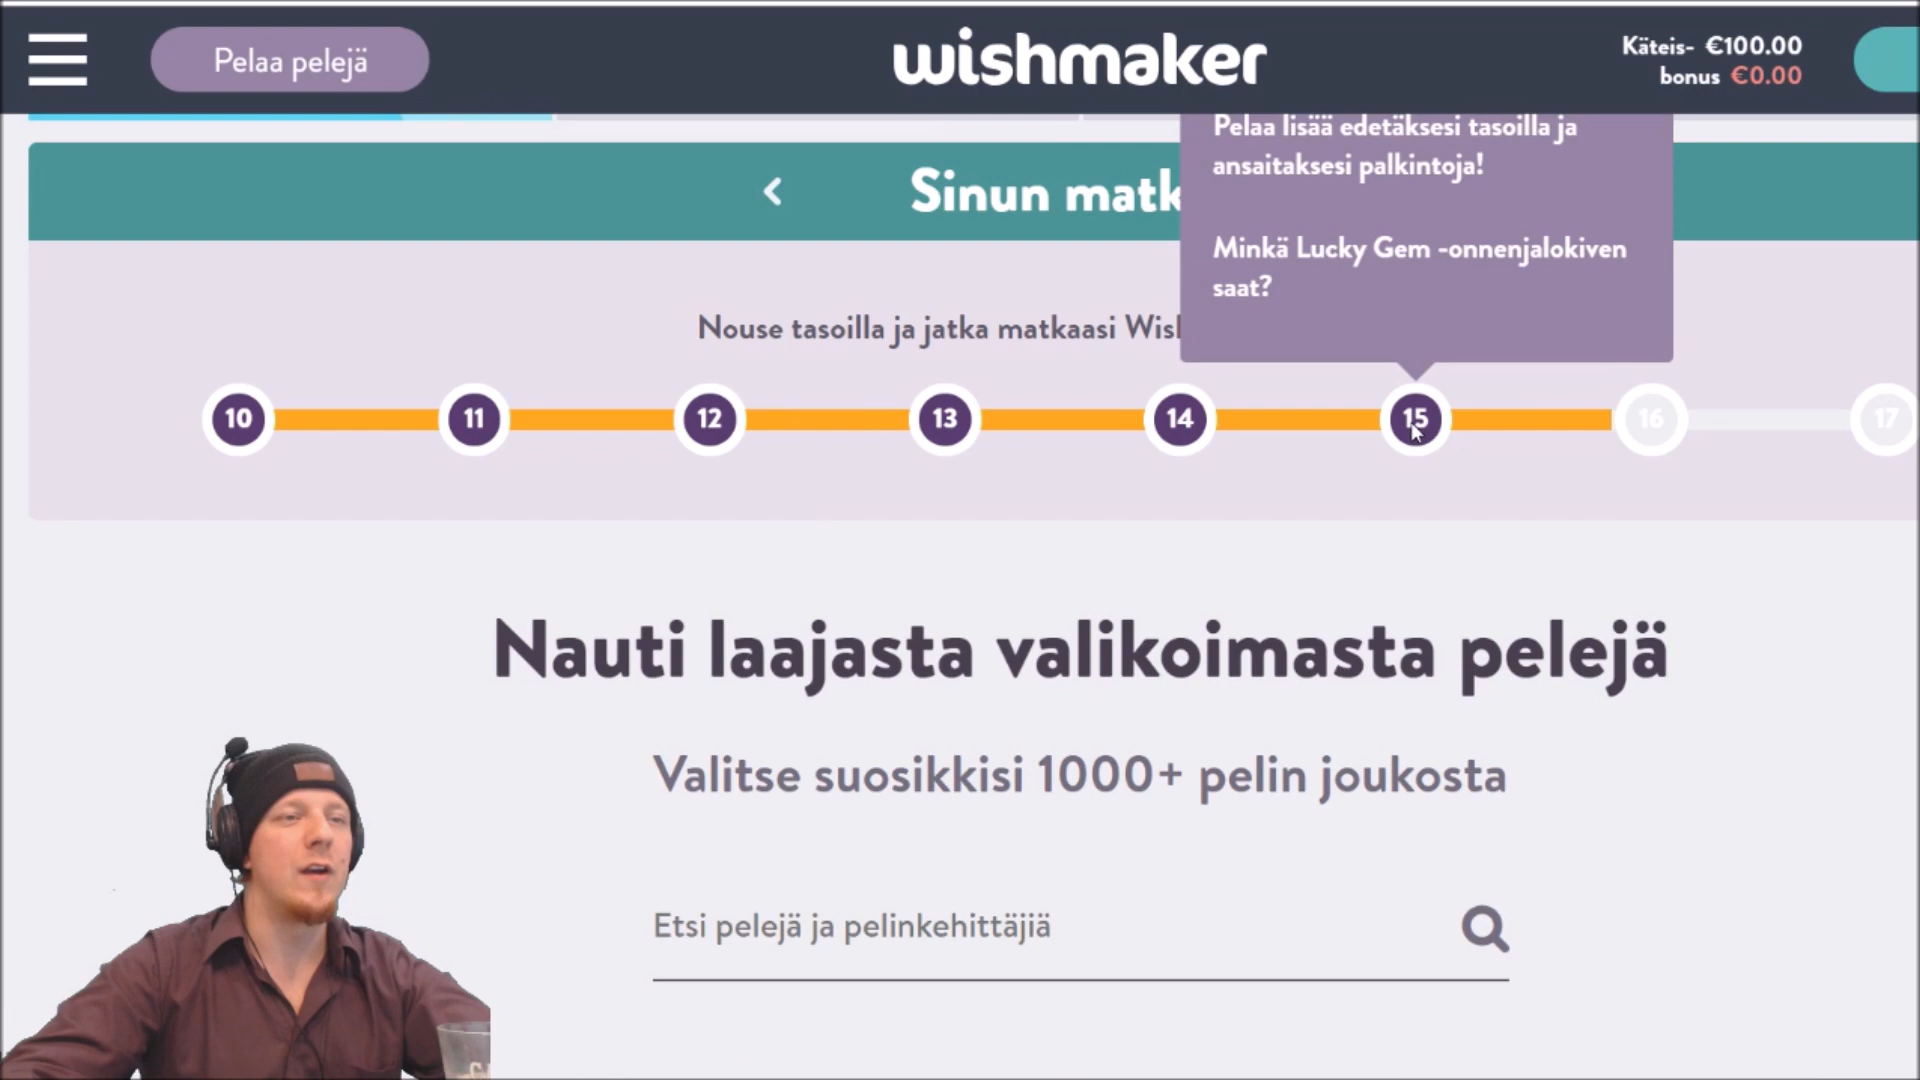 Pelaa pelejä
wishmaker
Käteis- €100.00
bonus €0.00
Pelaa lisää edetäksesi tasoilla ja
ansaitaksesi palkintoja!
Minkä Lucky Gem -onnenjalokiven
saat?
Sinun matk
Nouse tasoilla ja jatka matkaasi Wisl
10 11 12 13 14 15 16 17
Nauti laajasta valikoimasta pelejä
Valitse suosikkisi 1000+ pelin joukosta
Etsi pelejä ja pelinkehittäjiä